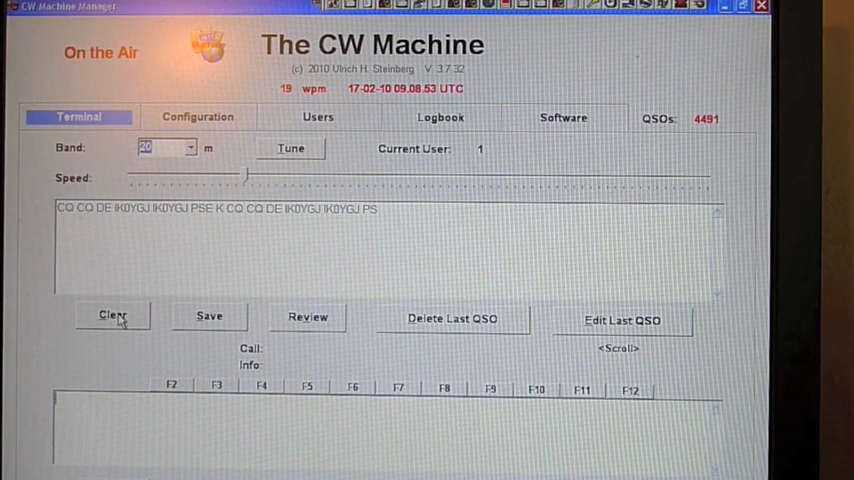 CW Machine Manager
On the Air
The CW Machine
(c) 2010 Ulrich H. Steinberg V. 3.7.32
19 wpm 17-02-10 09.08.53 UTC
Terminal Configuration Users Logbook Software QSOs: 4491
Band: 20 m Tune Current User: 1
Speed:
CQ CQ DE IK0YGJ IK0YGJ PSE K CQ CQ DE IK0YGJ IK0YGJ PS
Clear Save Review Delete Last QSO Edit Last QSO
Call: <Scroll>
Info:
F2 F3 F4 F5 F6 F7 F8 F9 F10 F11 F12